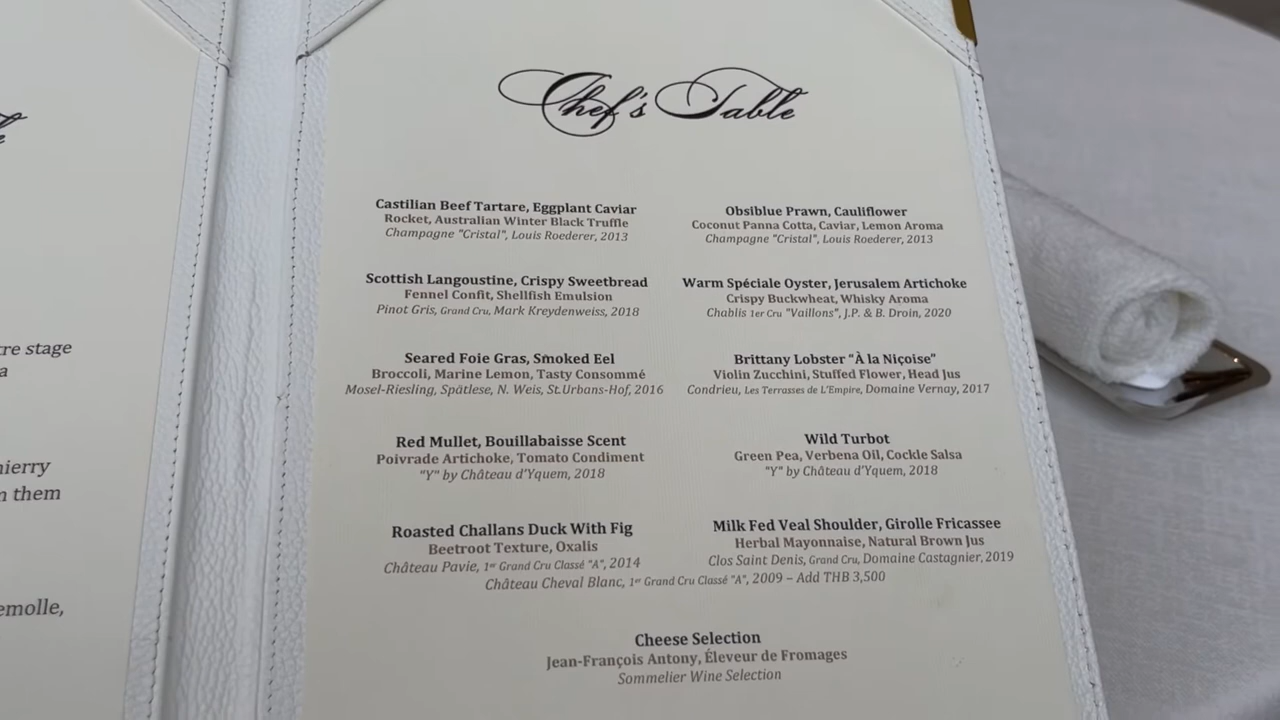 Chef's Table
Castilian Beef Tartare, Eggplant Caviar
Rocket, Australian Winter Black Truffle
Champagne "Cristal", Louis Roederer, 2013
Obsiblue Prawn, Cauliflower
Coconut Panna Cotta, Caviar, Lemon Aroma
Champagne "Cristal", Louis Roederer, 2013
Scottish Langoustine, Crispy Sweetbread
Fennel Confit, Shellfish Emulsion
Pinot Gris, Grand Cru, Mark Kreydenweiss, 2018
Warm Spéciale Oyster, Jerusalem Artichoke
Crispy Buckwheat, Whisky Aroma
Chablis 1er Cru "Vaillons", J.P. & B. Droin, 2020
Seared Foie Gras, Smoked Eel
Broccoli, Marine Lemon, Tasty Consommé
Mosel-Riesling, Spätlese, N. Weis, St.Urbans-Hof, 2016
Brittany Lobster "À la Niçoise"
Violin Zucchini, Stuffed Flower, Head Jus
Condrieu, Les Terrasses de L'Empire, Domaine Vernay, 2017
Red Mullet, Bouillabaisse Scent
Poivrade Artichoke, Tomato Condiment
"Y" by Château d'Yquem, 2018
Wild Turbot
Green Pea, Verbena Oil, Cockle Salsa
"Y" by Château d'Yquem, 2018
Roasted Challans Duck With Fig
Beetroot Texture, Oxalis
Château Pavie, 1er Grand Cru Classé "A", 2014
Milk Fed Veal Shoulder, Girolle Fricassee
Herbal Mayonnaise, Natural Brown Jus
Clos Saint Denis, Grand Cru, Domaine Castagnier, 2019
Château Cheval Blanc, 1er Grand Cru Classé "A", 2009 – Add THB 3,500
Cheese Selection
Jean-François Antony, Éleveur de Fromages
Sommelier Wine Selection
stage
a
them